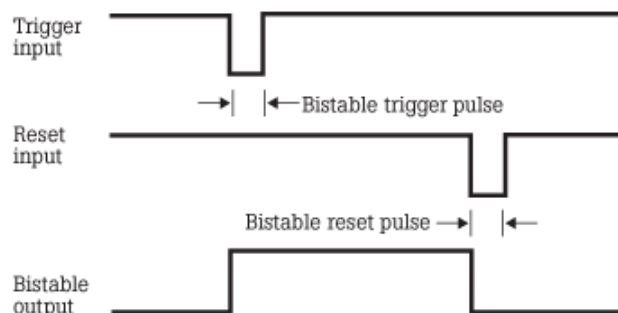 Trigger
input
Bistable trigger pulse
Reset
input
Bistable reset pulse
Bistable
output